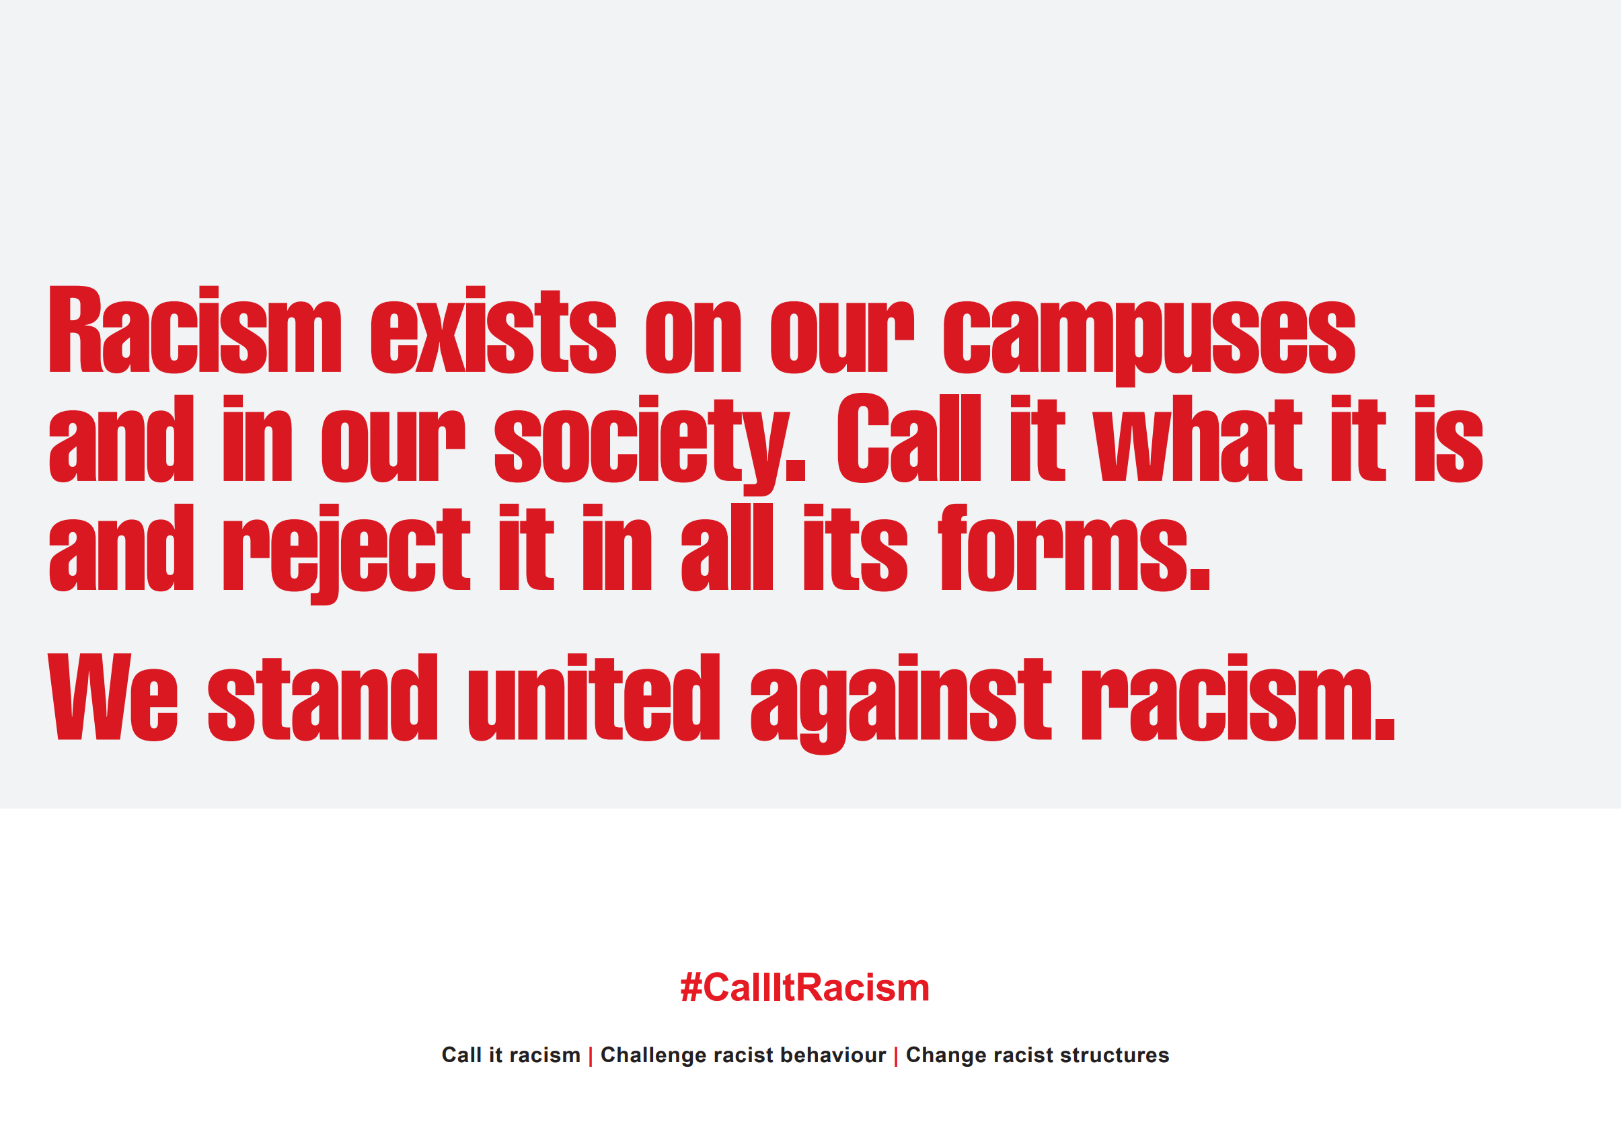 Racism exists on our campuses
and in our society. Call it what it is
and reject it in all its forms.
We stand united against racism.
#CallItRacism
Call it racism | Challenge racist behaviour | Change racist structures